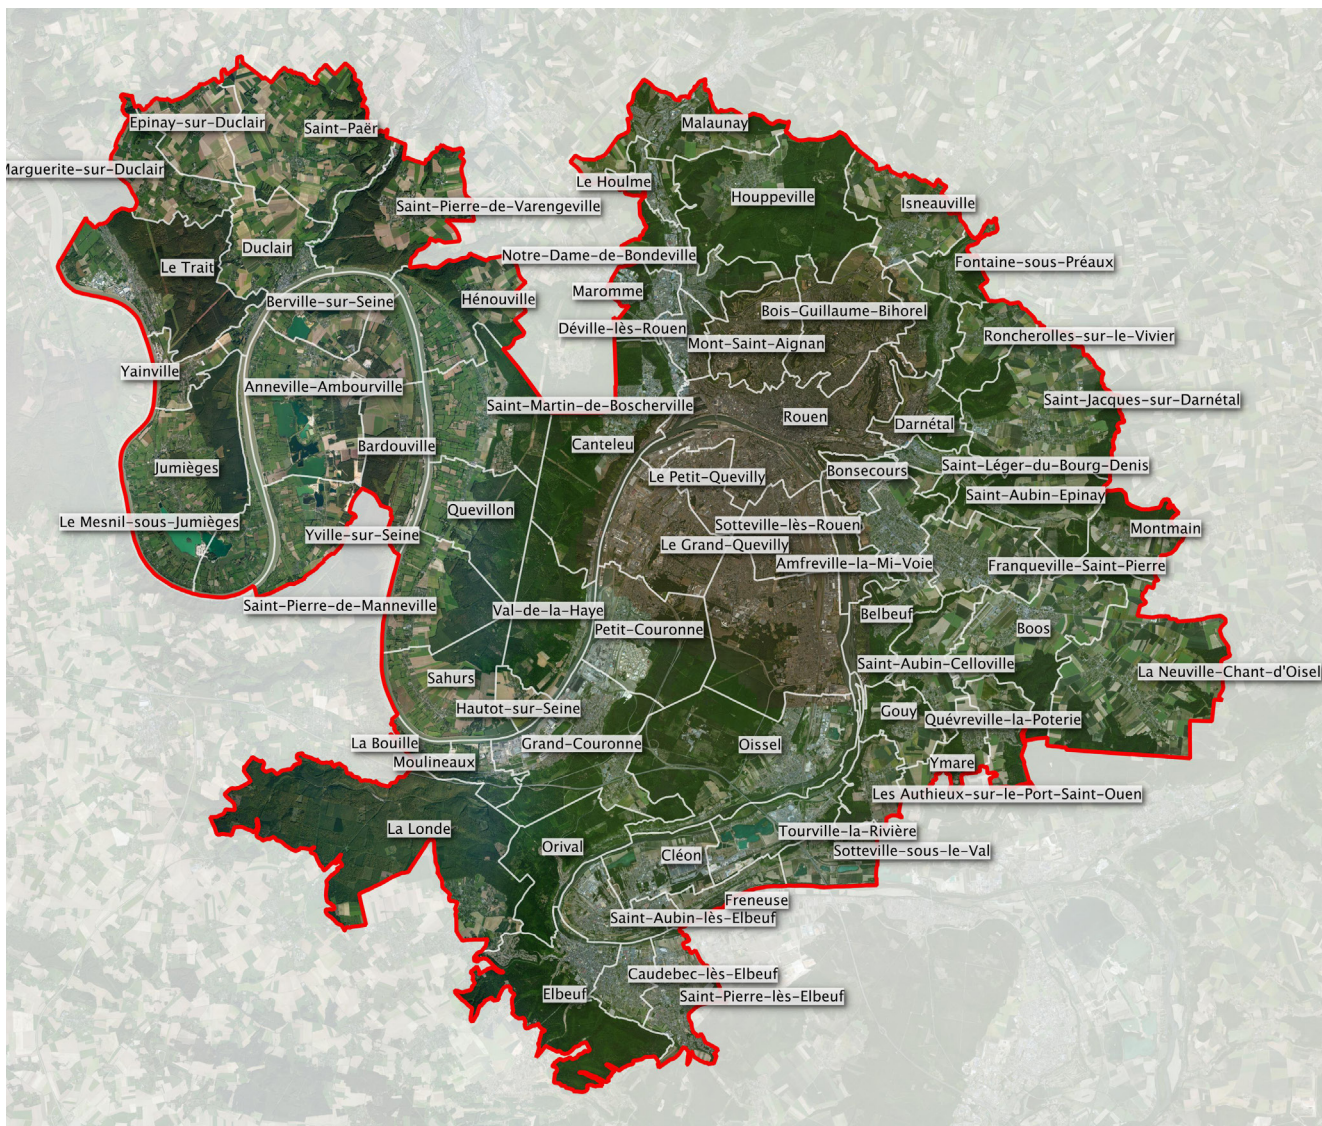 Epinay-sur-Duclair
Saint-Paër
Malaunay
Marguerite-sur-Duclair
Le Houlme
Houppeville
Isneauville
Saint-Pierre-de-Varengeville
Duclair
Notre-Dame-de-Bondeville
Fontaine-sous-Préaux
Le Trait
Maromme
Berville-sur-Seine
Hénouville
Bois-Guillaume-Bihorel
Déville-lès-Rouen
Mont-Saint-Aignan
Roncherolles-sur-le-Vivier
Yainville
Anneville-Ambourville
Saint-Martin-de-Boscherville
Saint-Jacques-sur-Darnétal
Rouen
Darnétal
Bardouville
Canteleu
Jumièges
Le Petit-Quevilly
Bonsecours
Saint-Léger-du-Bourg-Denis
Saint-Aubin-Epinay
Quevillon
Le Mesnil-sous-Jumièges
Sotteville-lès-Rouen
Montmain
Yville-sur-Seine
Le Grand-Quevilly
Amfreville-la-Mi-Voie
Franqueville-Saint-Pierre
Saint-Pierre-de-Manneville
Val-de-la-Haye
Belbeuf
Petit-Couronne
Boos
Saint-Aubin-Celloville
La Neuville-Chant-d'Oisel
Sahurs
Hautot-sur-Seine
Gouy
Quévreville-la-Poterie
La Bouille
Grand-Couronne
Oissel
Moulineaux
Ymare
Les Authieux-sur-le-Port-Saint-Ouen
La Londe
Tourville-la-Rivière
Orival
Cléon
Sotteville-sous-le-Val
Freneuse
Saint-Aubin-lès-Elbeuf
Caudebec-lès-Elbeuf
Elbeuf
Saint-Pierre-lès-Elbeuf